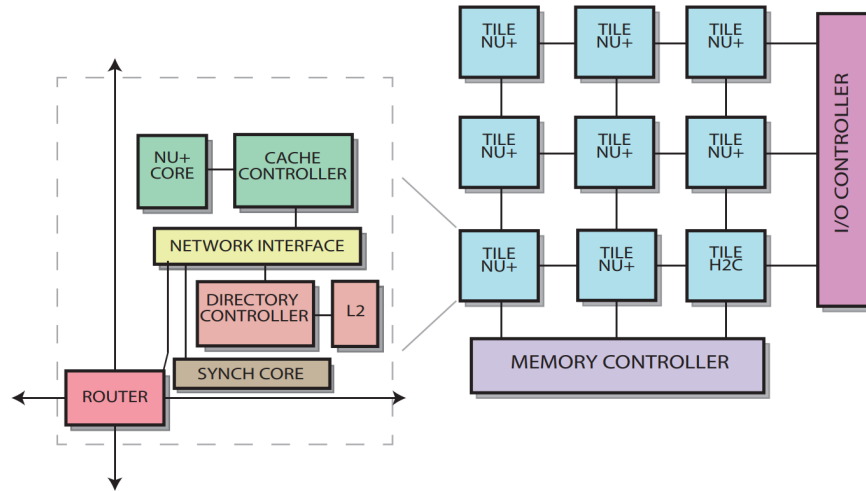 TILE
NU+
TILE
NU+
TILE
NU+
I/O CONTROLLER
NU+
CORE
CACHE
CONTROLLER
TILE
NU+
TILE
NU+
TILE
NU+
NETWORK INTERFACE
TILE
NU+
TILE
NU+
TILE
H2C
DIRECTORY
CONTROLLER
L2
SYNCH CORE
MEMORY CONTROLLER
ROUTER